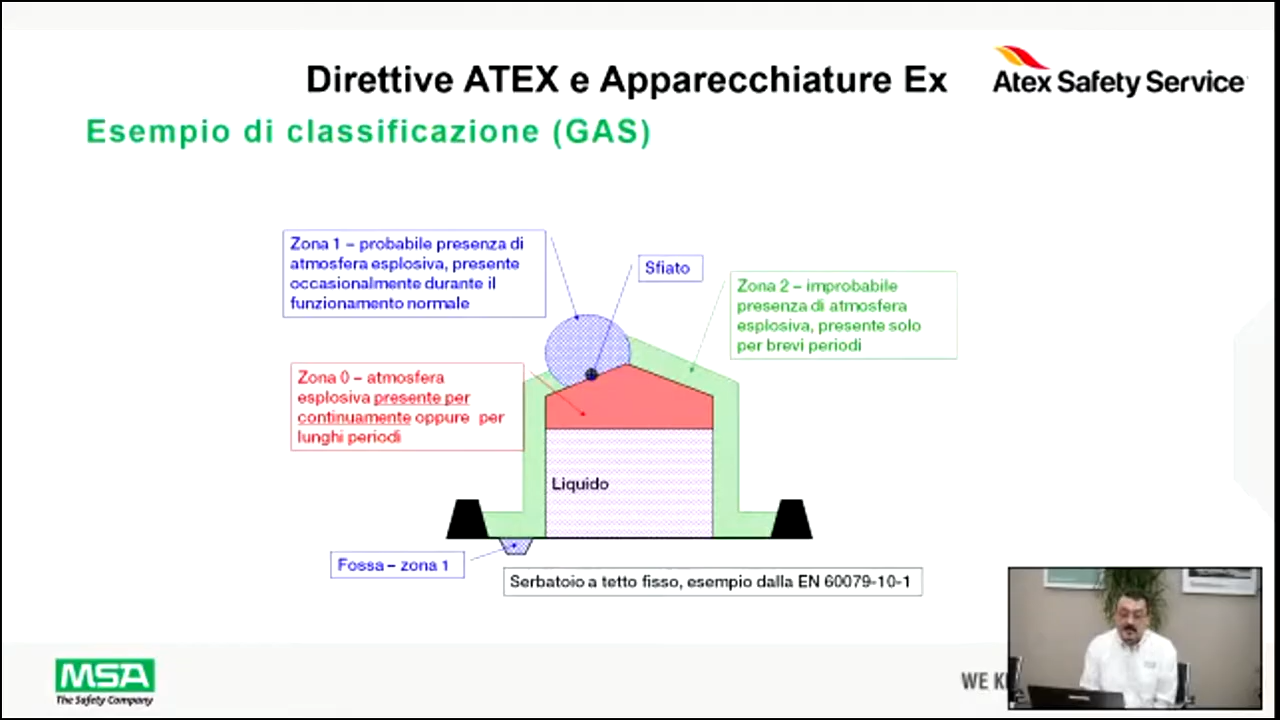 Direttive ATEX e Apparecchiature Ex
Atex Safety Service
Esempio di classificazione (GAS)
Zona 1 – probabile presenza di
atmosfera esplosiva, presente
occasionalmente durante il
funzionamento normale
Sfiato
Zona 2 – improbabile
presenza di atmosfera
esplosiva, presente solo
per brevi periodi
Zona 0 – atmosfera
esplosiva presente per
continuamente oppure per
lunghi periodi
Liquido
Fossa – zona 1
Serbatoio a tetto fisso, esempio dalla EN 60079-10-1
MSA
The Safety Company
WE